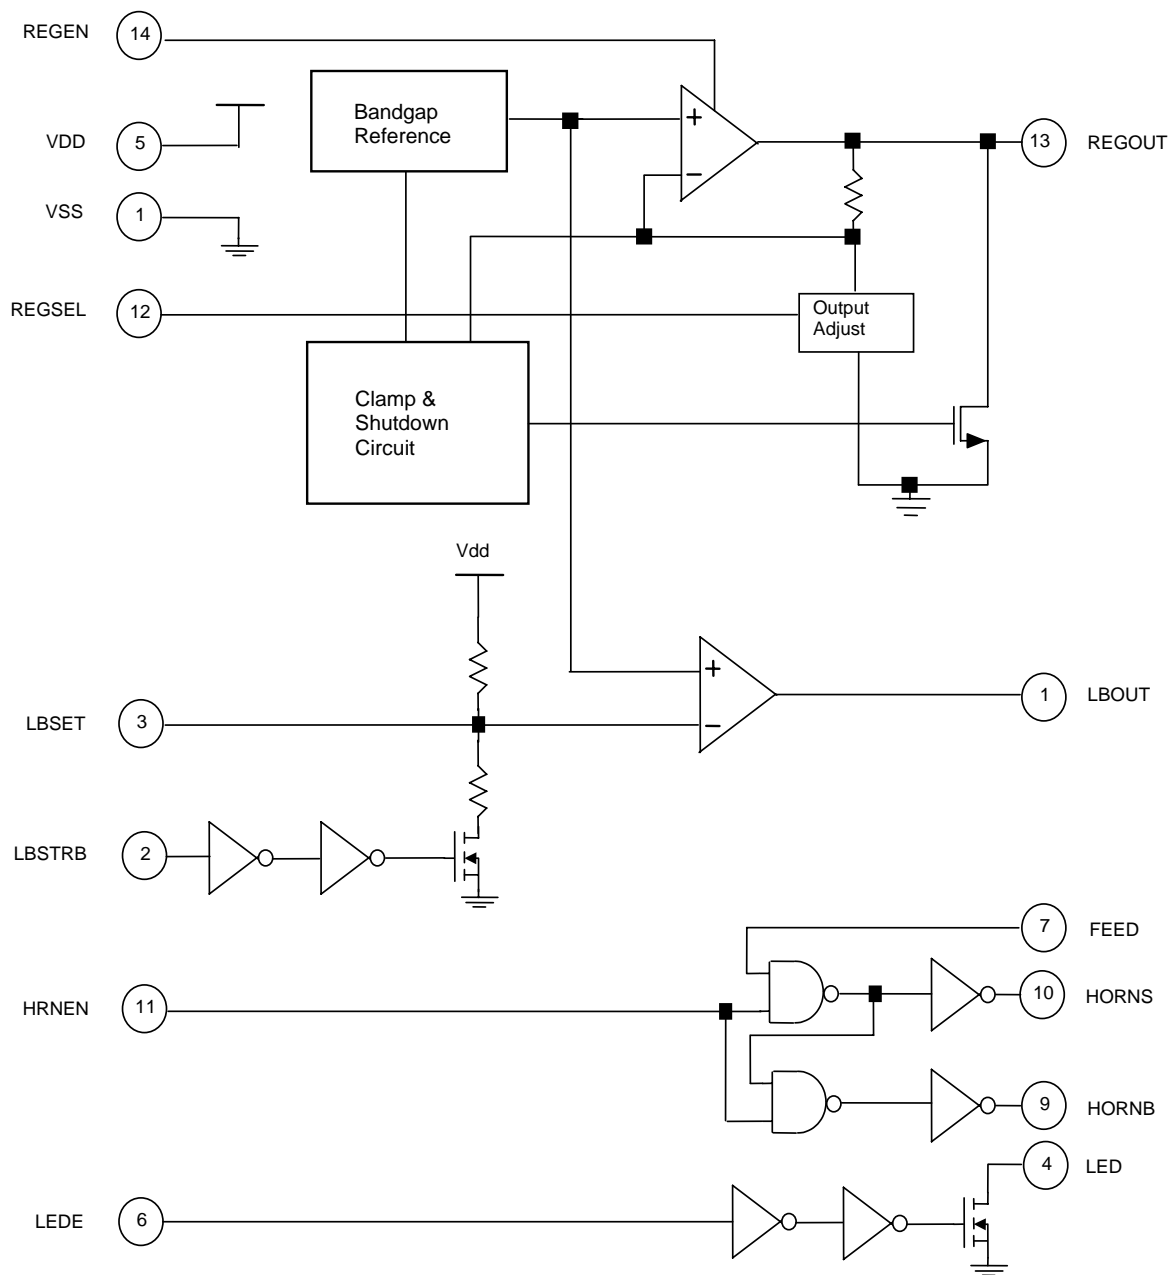 REGEN 14
Bandgap
Reference
+
−
VDD 5
13 REGOUT
VSS 1
REGSEL 12
Output
Adjust
Clamp &
Shutdown
Circuit
Vdd
+
−
LBSET 3
1 LBOUT
LBSTRB 2
7 FEED
HRNEN 11
10 HORNS
9 HORNB
4 LED
LEDE 6